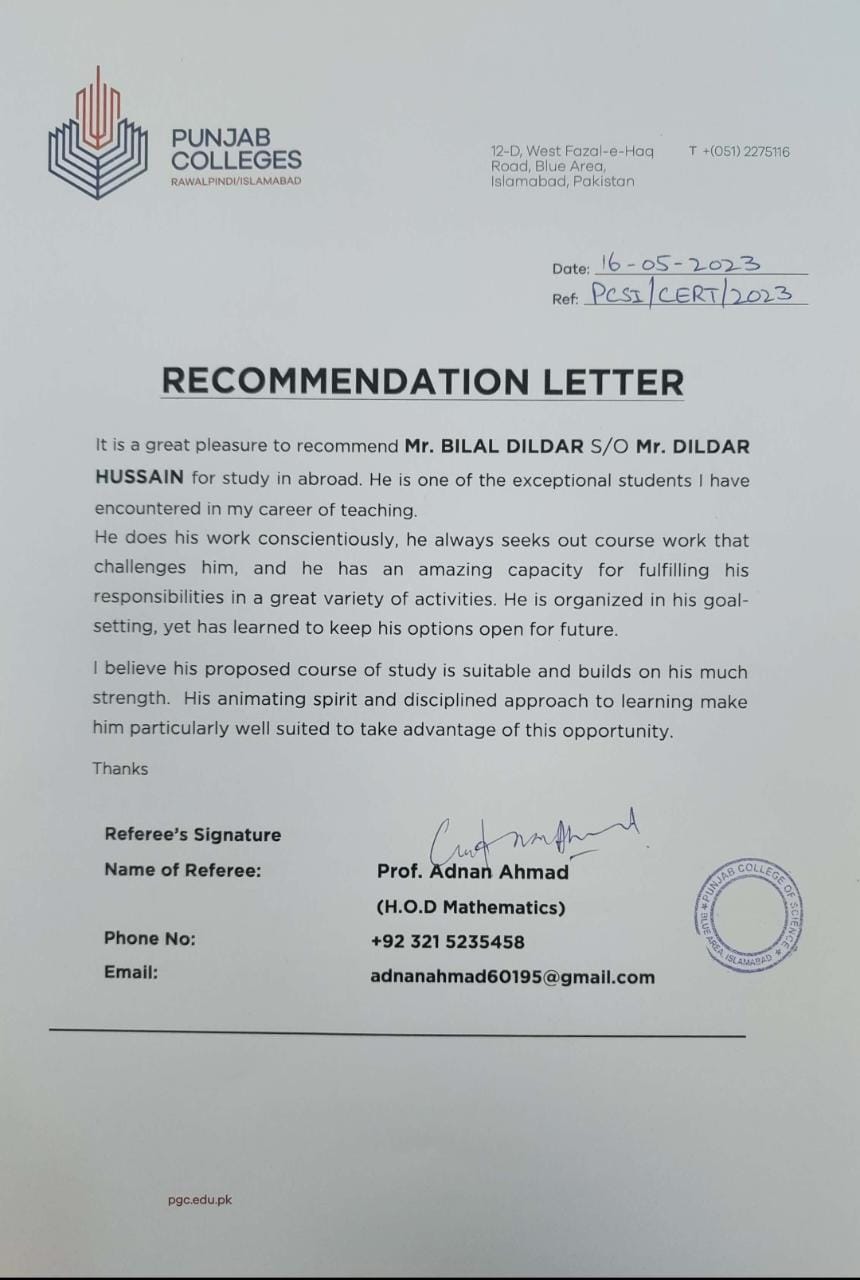 PUNJAB
COLLEGES
RAWALPINDI/ISLAMABAD
12-D, West Fazal-e-Haq
Road, Blue Area,
Islamabad, Pakistan
T +(051) 2275116
Date: 16-05-2023
Ref: PCSI/CERT/2023
RECOMMENDATION LETTER
It is a great pleasure to recommend Mr. BILAL DILDAR S/O Mr. DILDAR
HUSSAIN for study in abroad. He is one of the exceptional students I have
encountered in my career of teaching.
He does his work conscientiously, he always seeks out course work that
challenges him, and he has an amazing capacity for fulfilling his
responsibilities in a great variety of activities. He is organized in his goal-
setting, yet has learned to keep his options open for future.
I believe his proposed course of study is suitable and builds on his much
strength. His animating spirit and disciplined approach to learning make
him particularly well suited to take advantage of this opportunity.
Thanks
Referee's Signature
Name of Referee: Prof. Adnan Ahmad
(H.O.D Mathematics)
Phone No: +92 321 5235458
Email: adnanahmad60195@gmail.com
PUNJAB COLLEGE OF SCIENCE
BLUE AREA, ISLAMABAD
pgc.edu.pk